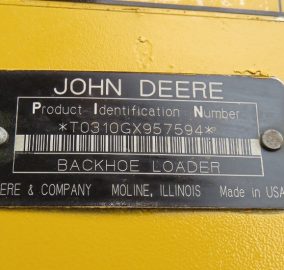 JOHN DEERE
Product Identification Number
*T0310GX957594*
BACKHOE LOADER
ERE & COMPANY MOLINE, ILLINOIS Made in USA